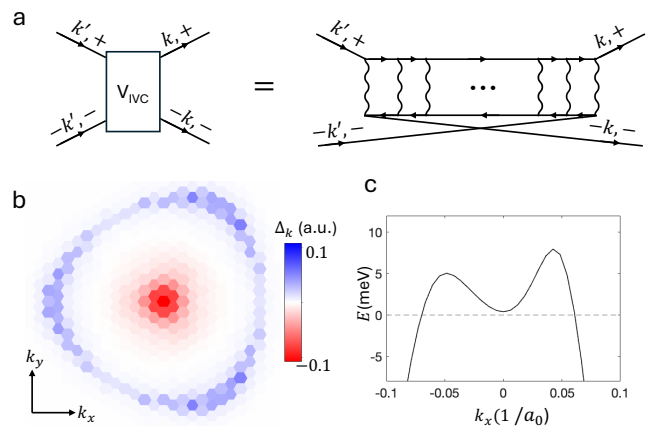 a
k′, +
k, +
V_IVC
−k′, −
−k, −
=
k′, +
k, +
...
−k′, −
−k, −
b
Δ_k (a.u.)
0.1
−0.1
k_y
k_x
c
E(meV)
10
5
0
-5
-0.1
-0.05
0
0.05
0.1
k_x(1/a_0)